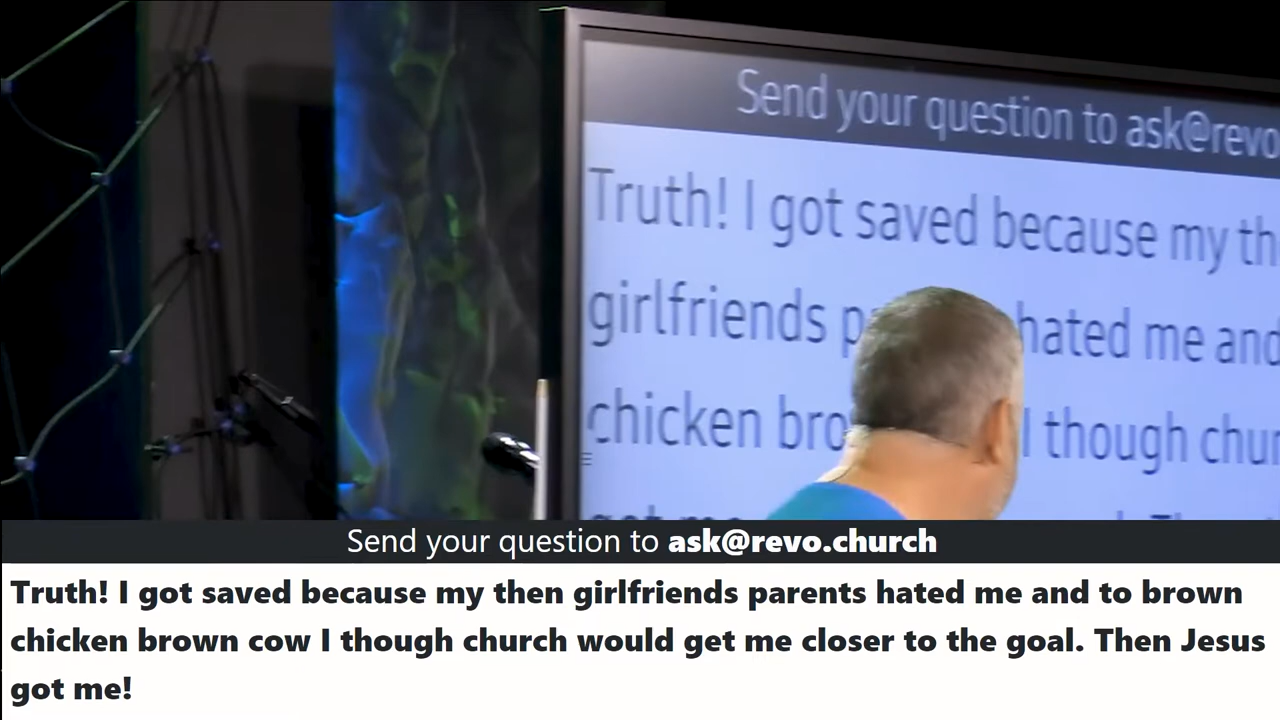 Send your question to ask@revo
Truth! I got saved because my th
girlfriends p hated me and
chicken bro I though chur
Send your question to ask@revo.church
Truth! I got saved because my then girlfriends parents hated me and to brown
chicken brown cow I though church would get me closer to the goal. Then Jesus
got me!